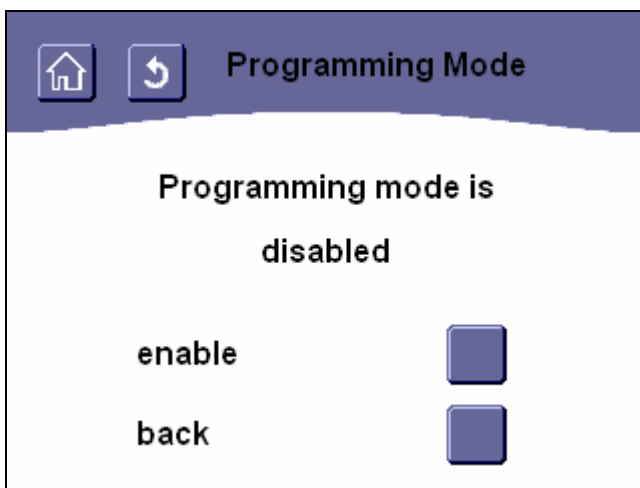 Programming Mode
Programming mode is
disabled
enable
back